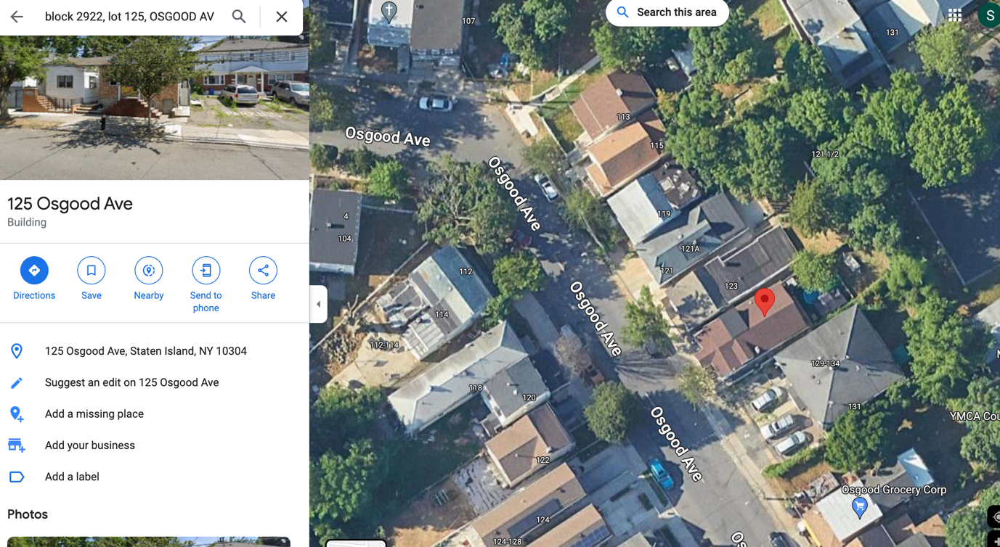 block 2922, lot 125, OSGOOD AV
125 Osgood Ave
Building
Directions
Save
Nearby
Send to
phone
Share
125 Osgood Ave, Staten Island, NY 10304
Suggest an edit on 125 Osgood Ave
Add a missing place
Add your business
Add a label
Photos
Search this area
S
107
131
113
Osgood Ave
115
121 1/2
Osgood Ave
119
4
104
121A
112
121
123
Osgood Ave
114
112-114
129-134
118
120
131
YMCA Cou
Osgood Ave
122
Osgood Grocery Corp
124
124-128
Os